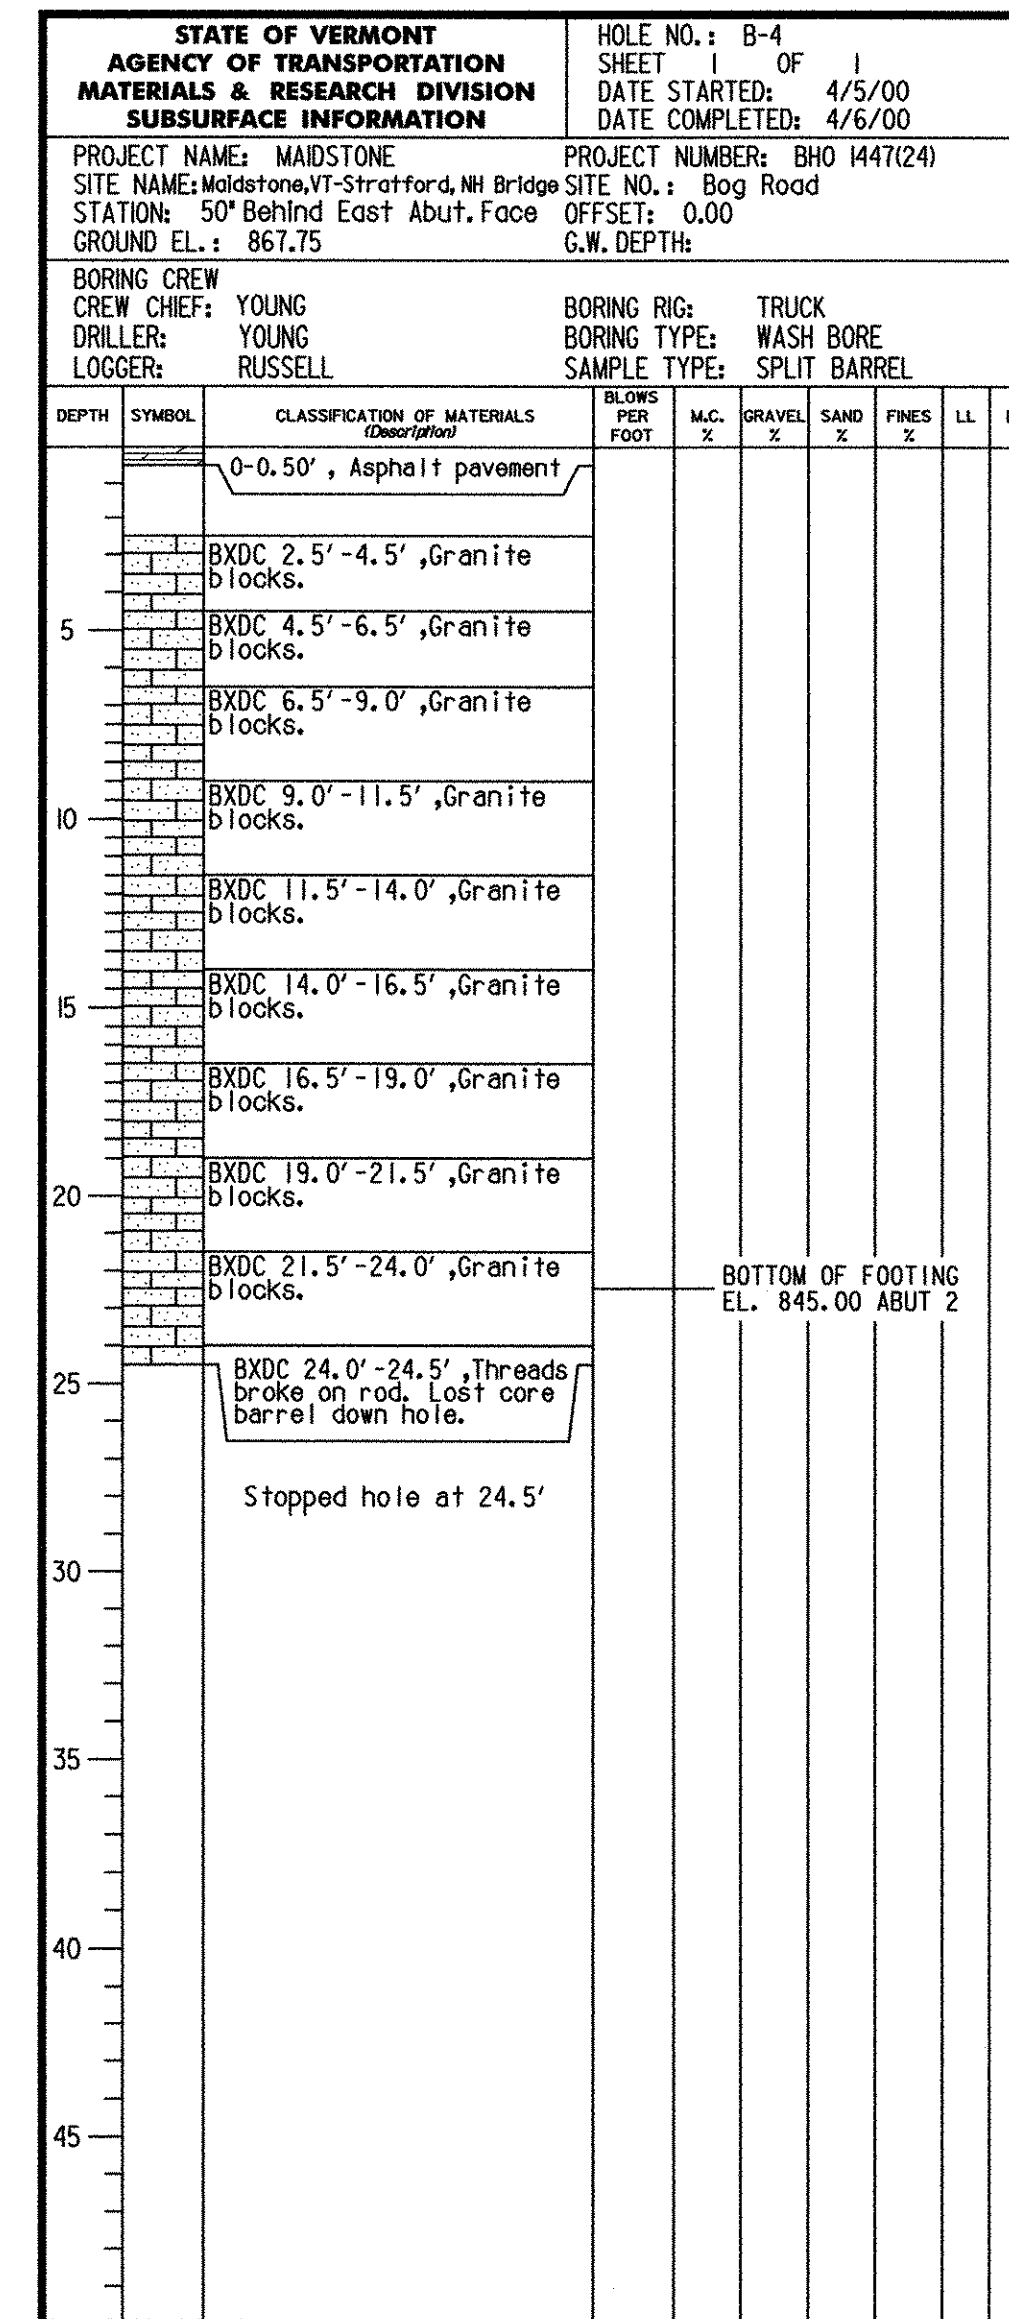 STATE OF VERMONT
AGENCY OF TRANSPORTATION
MATERIALS & RESEARCH DIVISION
SUBSURFACE INFORMATION
HOLE NO.: B-4
SHEET 1 OF 1
DATE STARTED: 4/5/00
DATE COMPLETED: 4/6/00
PROJECT NAME: MAIDSTONE PROJECT NUMBER: BHO 1447(24)
SITE NAME: Maidstone,VT-Stratford, NH Bridge SITE NO.: Bog Road
STATION: 50" Behind East Abut. Face OFFSET: 0.00
GROUND EL.: 867.75 G.W. DEPTH:
BORING CREW
CREW CHIEF: YOUNG BORING RIG: TRUCK
DRILLER: YOUNG BORING TYPE: WASH BORE
LOGGER: RUSSELL SAMPLE TYPE: SPLIT BARREL
DEPTH SYMBOL CLASSIFICATION OF MATERIALS (Description) BLOWS PER FOOT M.C. % GRAVEL % SAND % FINES % LL
0-0.50' , Asphalt pavement
BXDC 2.5'-4.5' ,Granite
blocks.
5
BXDC 4.5'-6.5' ,Granite
blocks.
BXDC 6.5'-9.0' ,Granite
blocks.
BXDC 9.0'-11.5' ,Granite
10
blocks.
BXDC 11.5'-14.0' ,Granite
blocks.
BXDC 14.0'-16.5' ,Granite
15
blocks.
BXDC 16.5'-19.0' ,Granite
blocks.
BXDC 19.0'-21.5' ,Granite
20
blocks.
BXDC 21.5'-24.0' ,Granite
blocks.
BOTTOM OF FOOTING
EL. 845.00 ABUT 2
25
BXDC 24.0'-24.5' ,Threads
broke on rod. Lost core
barrel down hole.
Stopped hole at 24.5'
30
35
40
45